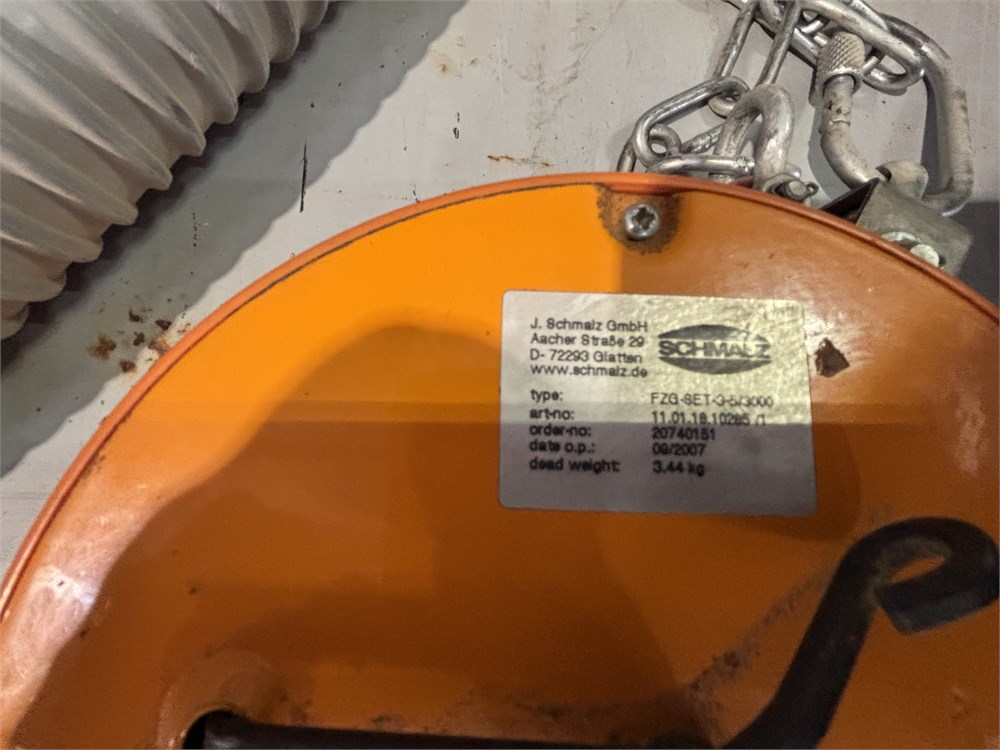 J. Schmalz GmbH
Aacher Straße 29
D- 72293 Glatten
www.schmalz.de
SCHMALZ
type: FZG-SET-3-5/3000
art-no: 11.01.18.10285 /1
order-no: 20740151
date o.p.: 09/2007
dead weight: 3.44 kg